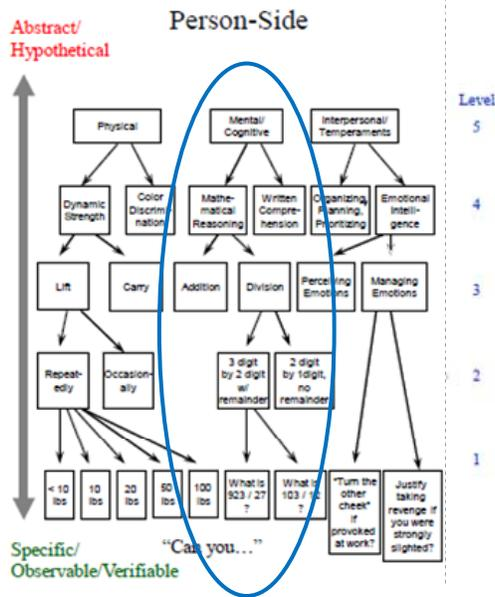 Person-Side
Abstract/
Hypothetical
Level
5
Physical
Mental/
Cognitive
Interpersonal/
Temperaments
4
Dynamic
Strength
Color
Discrimi-
nation
Mathe-
matical
Reasoning
Written
Compre-
hension
Organizing,
Planning,
Prioritizing
Emotional
Intelli-
gence
3
Lift
Carry
Addition
Division
Perceiving
Emotions
Managing
Emotions
2
Repeat-
edly
Occasion-
ally
3 digit
by 2 digit
w/
remainder
2 digit
by 1digit,
no
remainder
1
< 10
lbs
10
lbs
20
lbs
50
lbs
100
lbs
What is
923 / 27
?
What is
103 /
?
"Turn the
other
cheek"
if
provoked
at work?
Justify
taking
revenge if
you were
strongly
slighted?
Specific/
Observable/Verifiable
“Can you…”